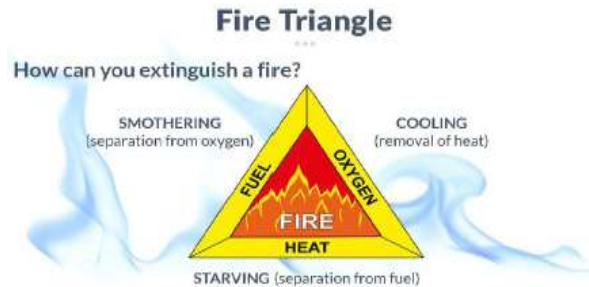 Fire Triangle
How can you extinguish a fire?
SMOTHERING
(separation from oxygen)
COOLING
(removal of heat)
FUEL
OXYGEN
FIRE
HEAT
STARVING (separation from fuel)